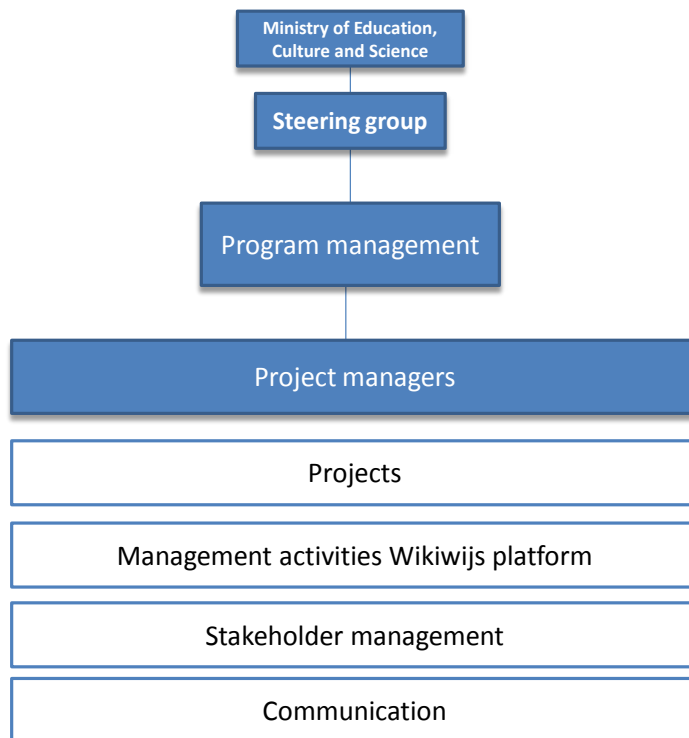 Ministry of Education,
Culture and Science
Steering group
Program management
Project managers
Projects
Management activities Wikiwijs platform
Stakeholder management
Communication